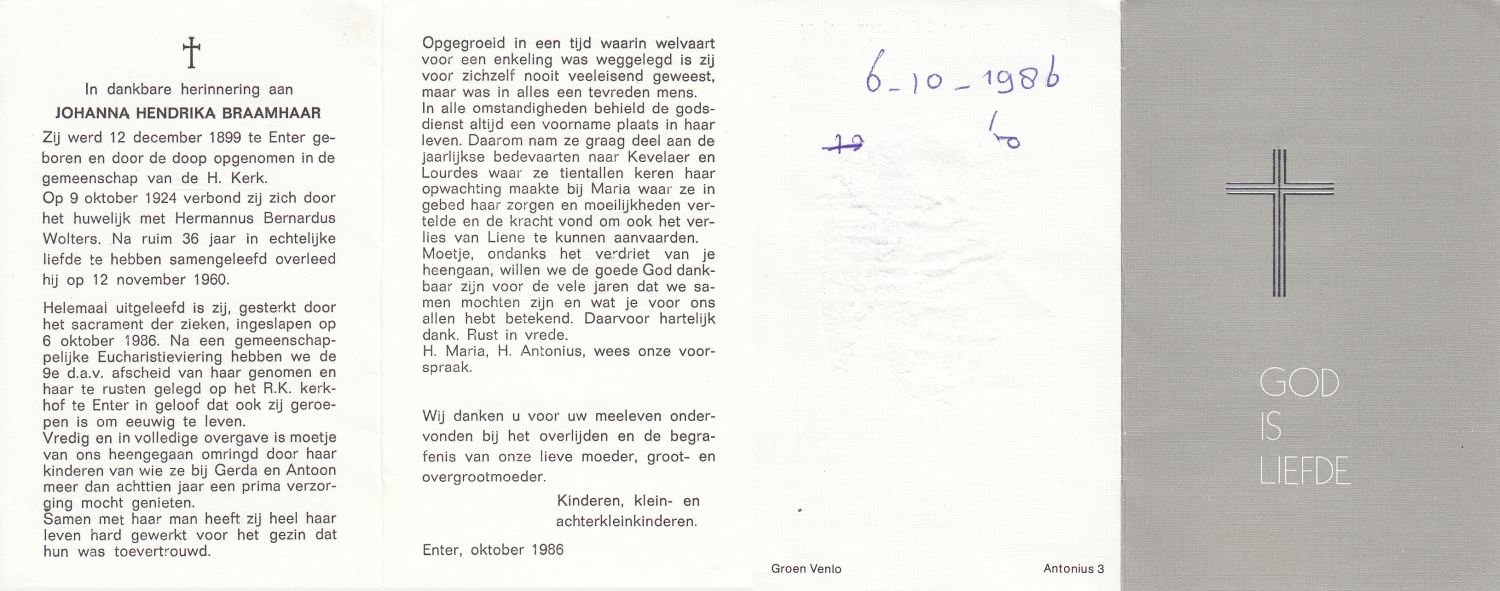 In dankbare herinnering aan
JOHANNA HENDRIKA BRAAMHAAR
Zij werd 12 december 1899 te Enter ge-
boren en door de doop opgenomen in de
gemeenschap van de H. Kerk.
Op 9 oktober 1924 verbond zij zich door
het huwelijk met Hermannus Bernardus
Wolters. Na ruim 36 jaar in echtelijke
liefde te hebben samengeleefd overleed
hij op 12 november 1960.
Helemaai uitgeleefd is zij, gesterkt door
het sacrament der zieken, ingeslapen op
6 oktober 1986. Na een gemeenschap-
pelijke Eucharistieviering hebben we de
9e d.a.v. afscheid van haar genomen en
haar te rusten gelegd op het R.K. kerk-
hof te Enter in geloof dat ook zij geroe-
pen is om eeuwig te leven.
Vredig en in volledige overgave is moetje
van ons heengegaan omringd door haar
kinderen van wie ze bij Gerda en Antoon
meer dan achttien jaar een prima verzor-
ging mocht genieten.
Samen met haar man heeft zij heel haar
leven hard gewerkt voor het gezin dat
hun was toevertrouwd.
Opgegroeid in een tijd waarin welvaart
voor een enkeling was weggelegd is zij
voor zichzelf nooit veeleisend geweest,
maar was in alles een tevreden mens.
In alle omstandigheden behield de gods-
dienst altijd een voorname plaats in haar
leven. Daarom nam ze graag deel aan de
jaarlijkse bedevaarten naar Kevelaer en
Lourdes waar ze tientallen keren haar
opwachting maakte bij Maria waar ze in
gebed haar zorgen en moeilijkheden ver-
telde en de kracht vond om ook het ver-
lies van Liene te kunnen aanvaarden.
Moetje, ondanks het verdriet van je
heengaan, willen we de goede God dank-
baar zijn voor de vele jaren dat we sa-
men mochten zijn en wat je voor ons
allen hebt betekend. Daarvoor hartelijk
dank. Rust in vrede.
H. Maria, H. Antonius, wees onze voor-
spraak.
Wij danken u voor uw meeleven onder-
vonden bij het overlijden en de begra-
fenis van onze lieve moeder, groot- en
overgrootmoeder.
Kinderen, klein- en
achterkleinkinderen.
Enter, oktober 1986
6-10-1986
Groen Venlo
Antonius 3
GOD
IS
LIEFDE